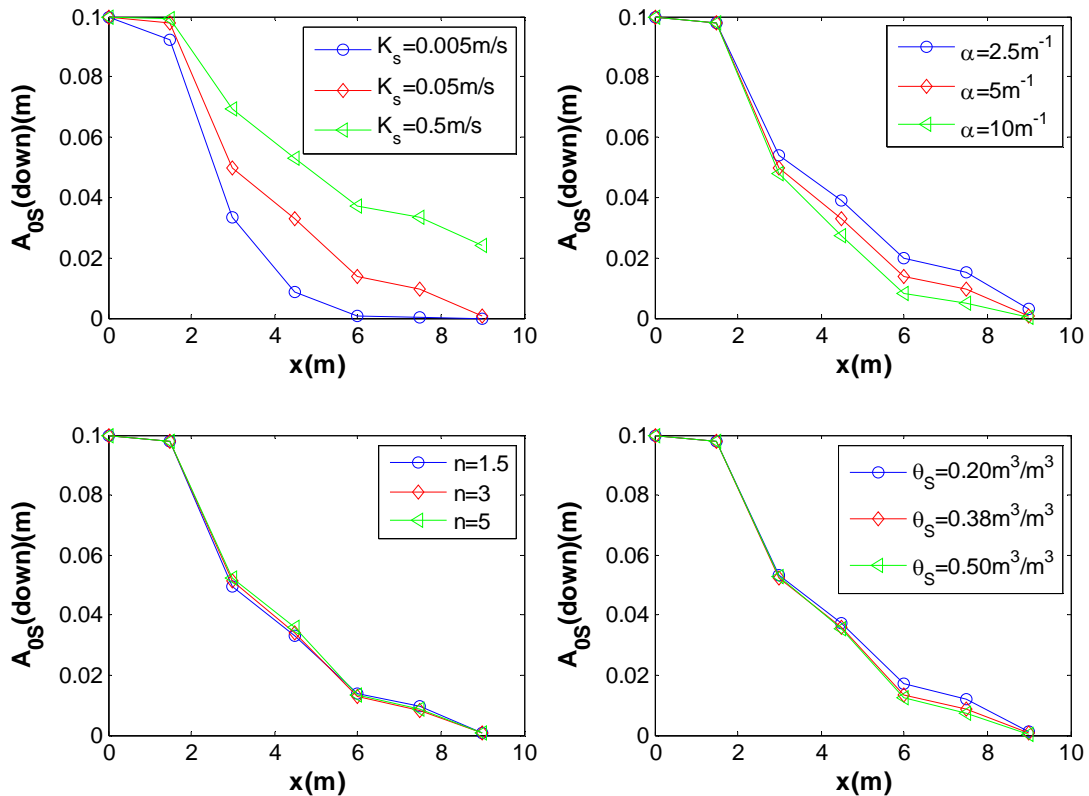 0.1
0.08
0.06
0.04
0.02
0
A0S(down)(m)
0 2 4 6 8 10
x(m)
Ks=0.005m/s
Ks=0.05m/s
Ks=0.5m/s
0.1
0.08
0.06
0.04
0.02
0
A0S(down)(m)
0 2 4 6 8 10
x(m)
α=2.5m-1
α=5m-1
α=10m-1
0.1
0.08
0.06
0.04
0.02
0
A0S(down)(m)
0 2 4 6 8 10
x(m)
n=1.5
n=3
n=5
0.1
0.08
0.06
0.04
0.02
0
A0S(down)(m)
0 2 4 6 8 10
x(m)
θS=0.20m3/m3
θS=0.38m3/m3
θS=0.50m3/m3